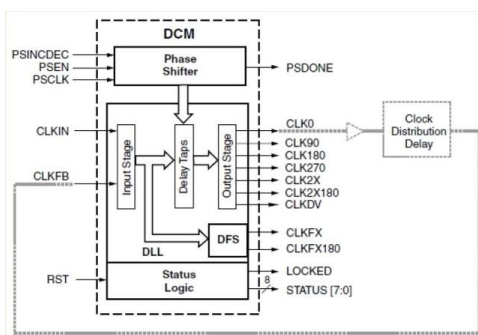 DCM
PSINCDEC
PSEN
PSCLK
Phase
Shifter
PSDONE
CLKIN
CLKFB
Input Stage
Delay Taps
Output Stage
CLK0
CLK90
CLK180
CLK270
CLK2X
CLK2X180
CLKDV
Clock
Distribution
Delay
DLL
DFS
CLKFX
CLKFX180
RST
Status
Logic
LOCKED
8
STATUS [7:0]